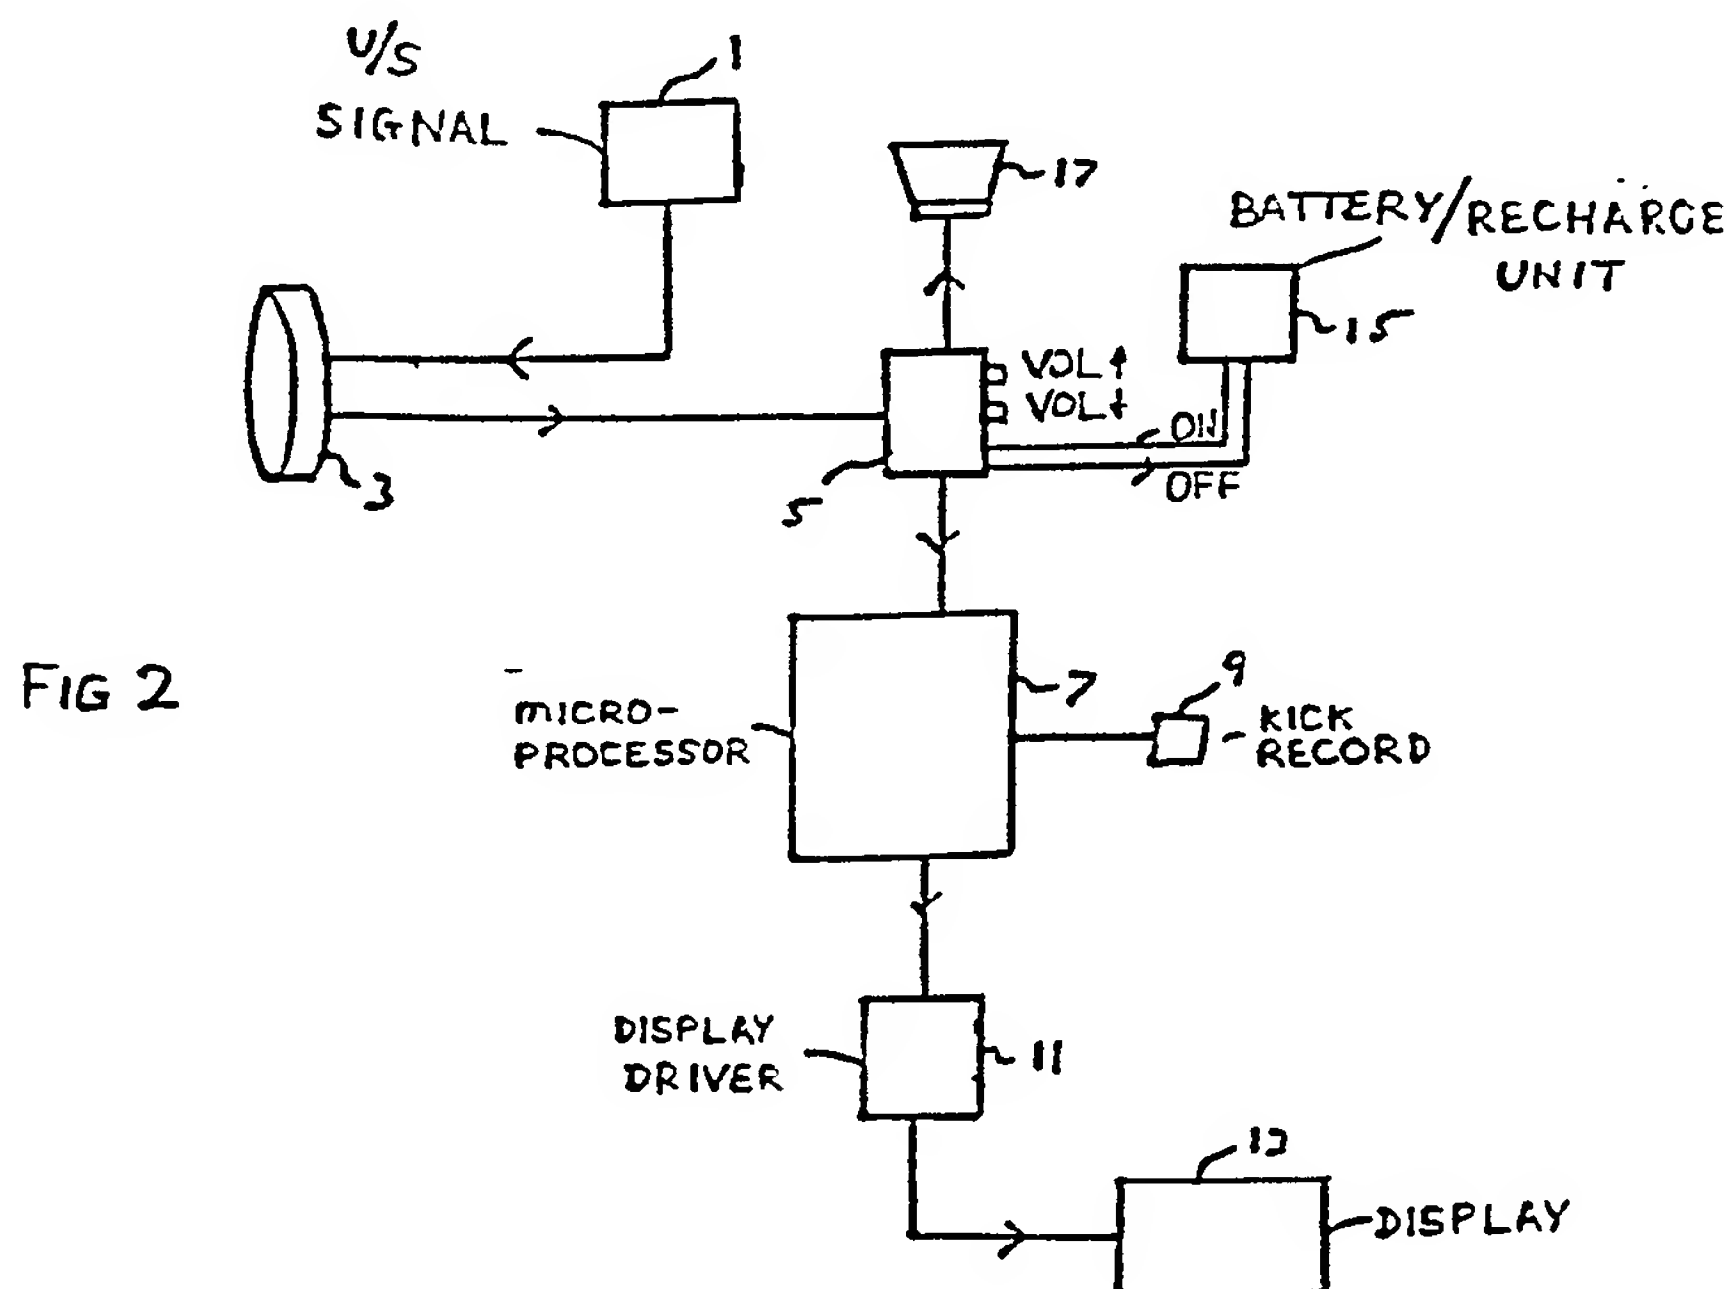 U/S
SIGNAL
1
17
BATTERY/RECHARGE
UNIT
15
VOL↑
VOL↓
ON
OFF
3
5
FIG 2
MICRO-
PROCESSOR
7
9
KICK
RECORD
DISPLAY
DRIVER
11
DISPLAY